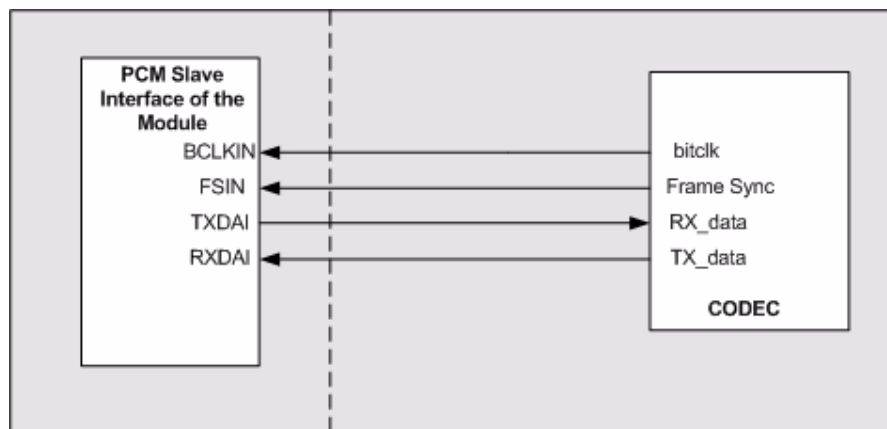 PCM Slave
Interface of the
Module
BCLKIN
FSIN
TXDAI
RXDAI
bitclk
Frame Sync
RX_data
TX_data
CODEC